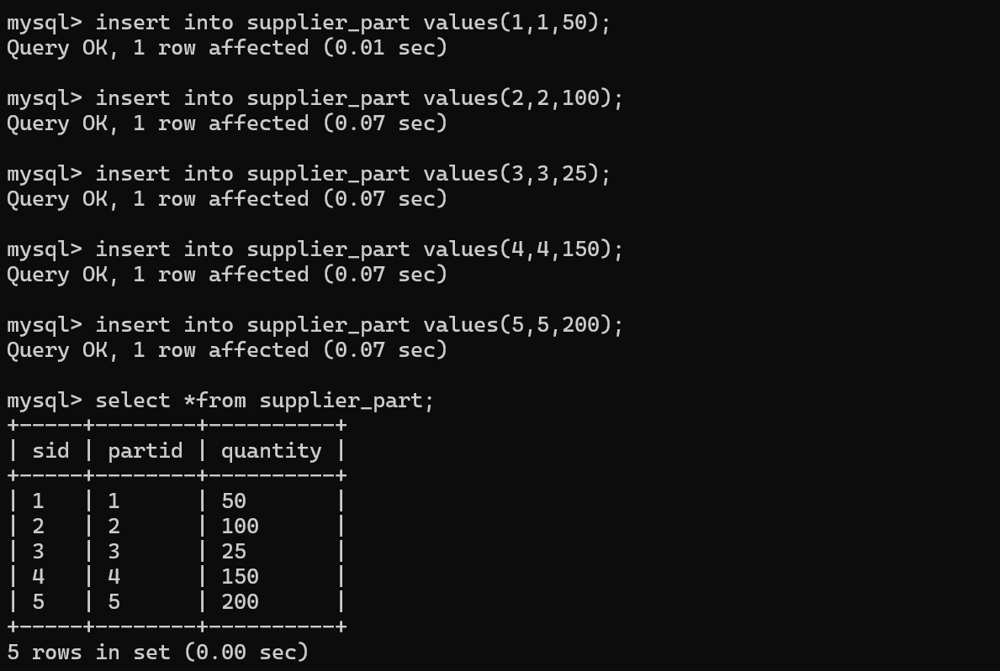 mysql> insert into supplier_part values(1,1,50);
Query OK, 1 row affected (0.01 sec)
mysql> insert into supplier_part values(2,2,100);
Query OK, 1 row affected (0.07 sec)
mysql> insert into supplier_part values(3,3,25);
Query OK, 1 row affected (0.07 sec)
mysql> insert into supplier_part values(4,4,150);
Query OK, 1 row affected (0.07 sec)
mysql> insert into supplier_part values(5,5,200);
Query OK, 1 row affected (0.07 sec)
mysql> select *from supplier_part;
+-----+--------+----------+
| sid | partid | quantity |
+-----+--------+----------+
| 1   | 1      | 50       |
| 2   | 2      | 100      |
| 3   | 3      | 25       |
| 4   | 4      | 150      |
| 5   | 5      | 200      |
+-----+--------+----------+
5 rows in set (0.00 sec)